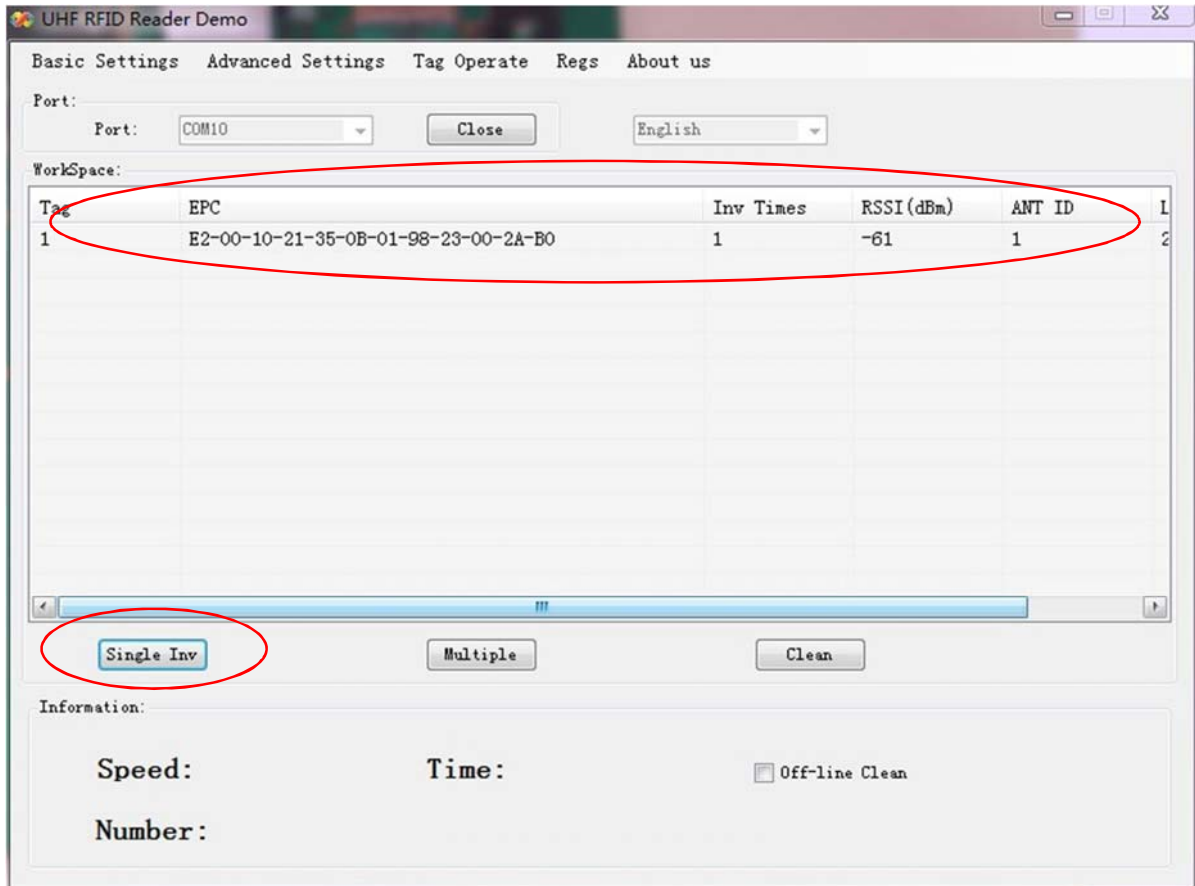 UHF RFID Reader Demo
Basic Settings Advanced Settings Tag Operate Regs About us
Port:
Port: COM10 Close English
WorkSpace:
Tag EPC Inv Times RSSI(dBm) ANT ID L
1 E2-00-10-21-35-0B-01-98-23-00-2A-B0 1 -61 1 2
Single Inv Multiple Clean
Information:
Speed: Time: Off-line Clean
Number: